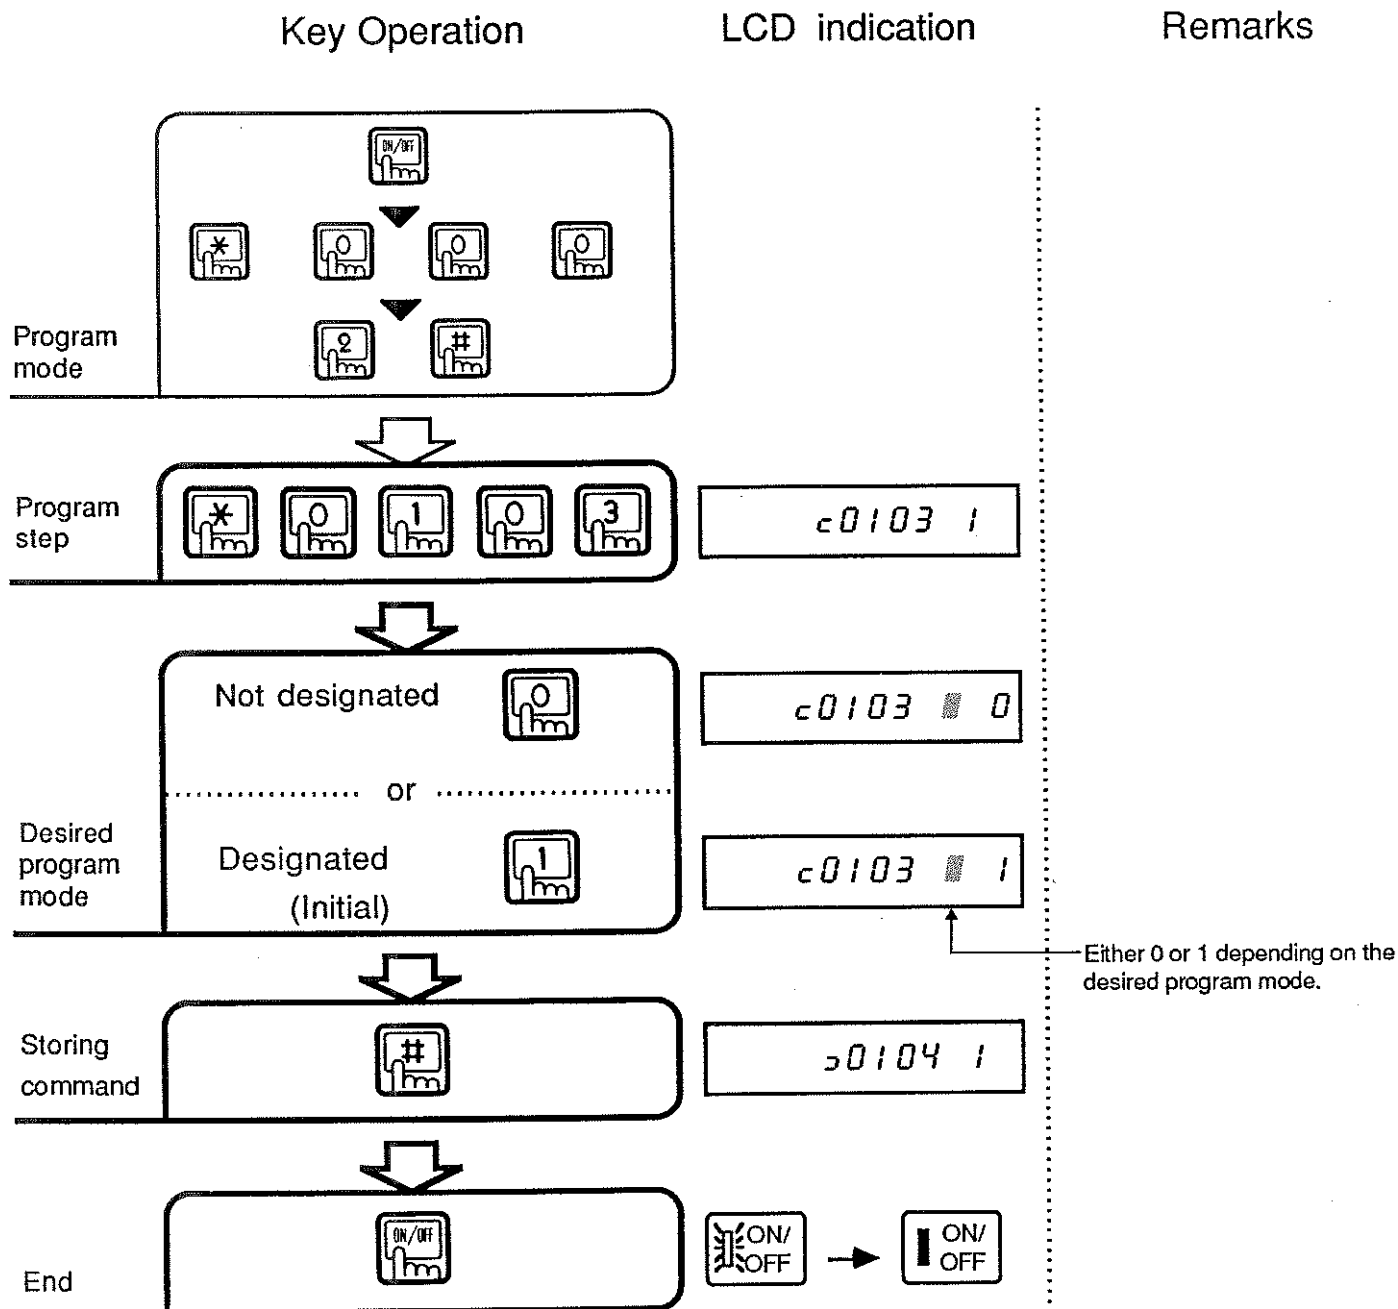 Key Operation LCD indication Remarks
ON/OFF
* 0 0 0
2 #
Program
mode
Program
step
* 0 1 0 3
c0103 1
Not designated 0
c0103 0
or
Desired
program
mode
Designated
(Initial)
1
c0103 1
Either 0 or 1 depending on the
desired program mode.
Storing
command
#
ɔ0104 1
End
ON/OFF
ON/
OFF
ON/
OFF